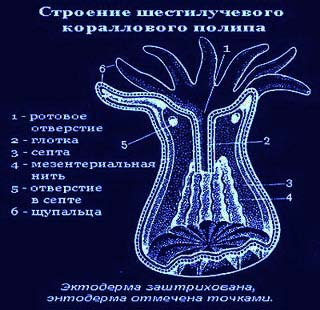 Строение шестилучевого
кораллового полипа
6
1
1 - ротовое
отверстие
2 - глотка
3 - септа
4 - мезентериальная
нить
5 - отверстие
в септе
6 - щупальца
5
2
3
4
Эктодерма заштрихована,
энтодерма отмечена точками.